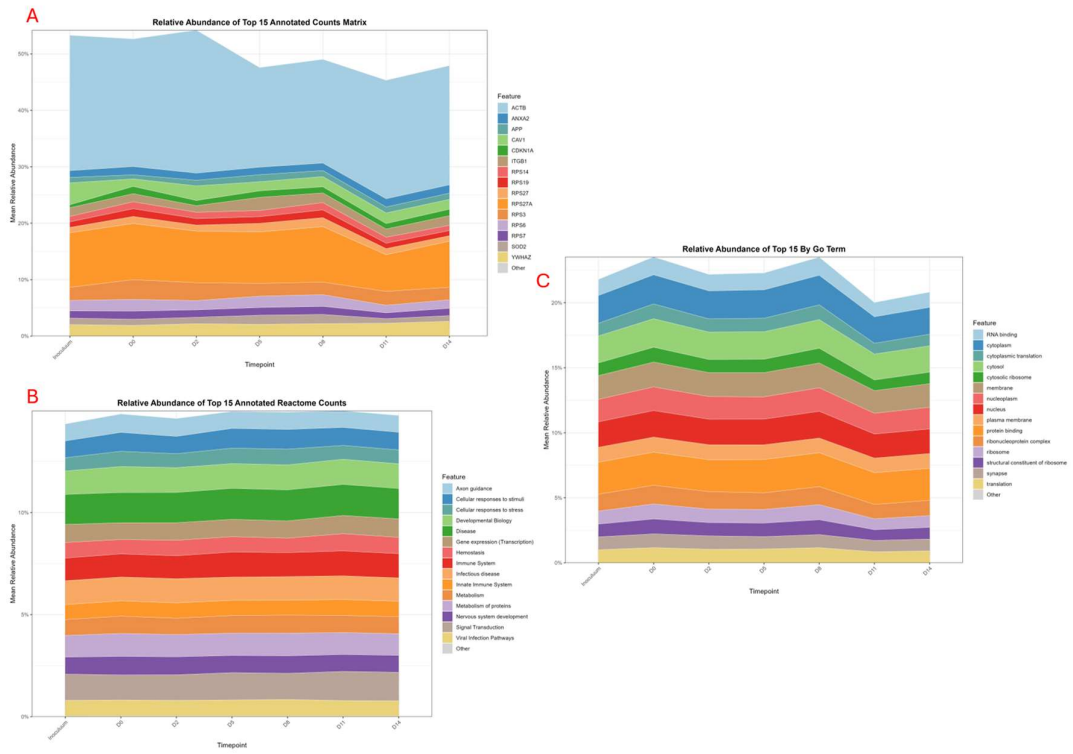 A
Relative Abundance of Top 15 Annotated Counts Matrix
50%
40%
30%
20%
10%
0%
Mean Relative Abundance
Inoculuum
D0
D2
D5
D8
D11
D14
Timepoint
Feature
ACTB
ANXA2
APP
CAV1
CDKN1A
ITGB1
RPS14
RPS19
RPS27
RPS27A
RPS3
RPS6
RPS7
SOD2
YWHAZ
Other
B
Relative Abundance of Top 15 Annotated Reactome Counts
10%
5%
0%
Mean Relative Abundance
Inoculuum
D0
D2
D5
D8
D11
D14
Timepoint
Feature
Axon guidance
Cellular responses to stimuli
Cellular responses to stress
Developmental Biology
Disease
Gene expression (Transcription)
Hemostasis
Immune System
Infectious disease
Innate Immune System
Metabolism
Metabolism of proteins
Nervous system development
Signal Transduction
Viral Infection Pathways
Other
C
Relative Abundance of Top 15 By Go Term
20%
15%
10%
5%
0%
Mean Relative Abundance
Inoculuum
D0
D2
D5
D8
D11
D14
Timepoint
Feature
RNA binding
cytoplasm
cytoplasmic translation
cytosol
cytosolic ribosome
membrane
nucleoplasm
nucleus
plasma membrane
protein binding
ribonucleoprotein complex
ribosome
structural constituent of ribosome
synapse
translation
Other